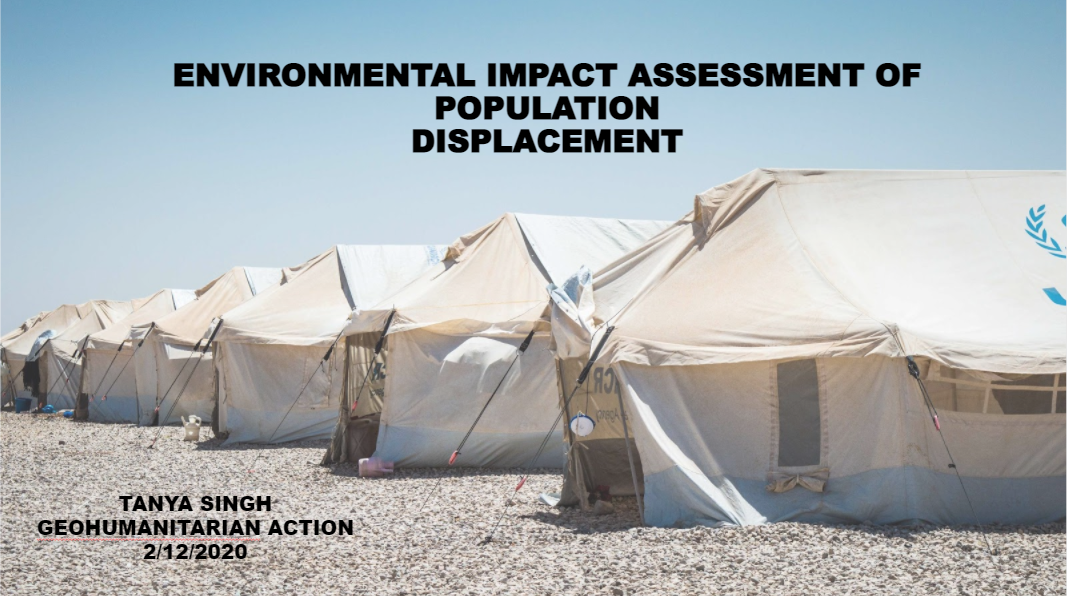 ENVIRONMENTAL IMPACT ASSESSMENT OF
POPULATION
DISPLACEMENT
TANYA SINGH
GEOHUMANITARIAN ACTION
2/12/2020